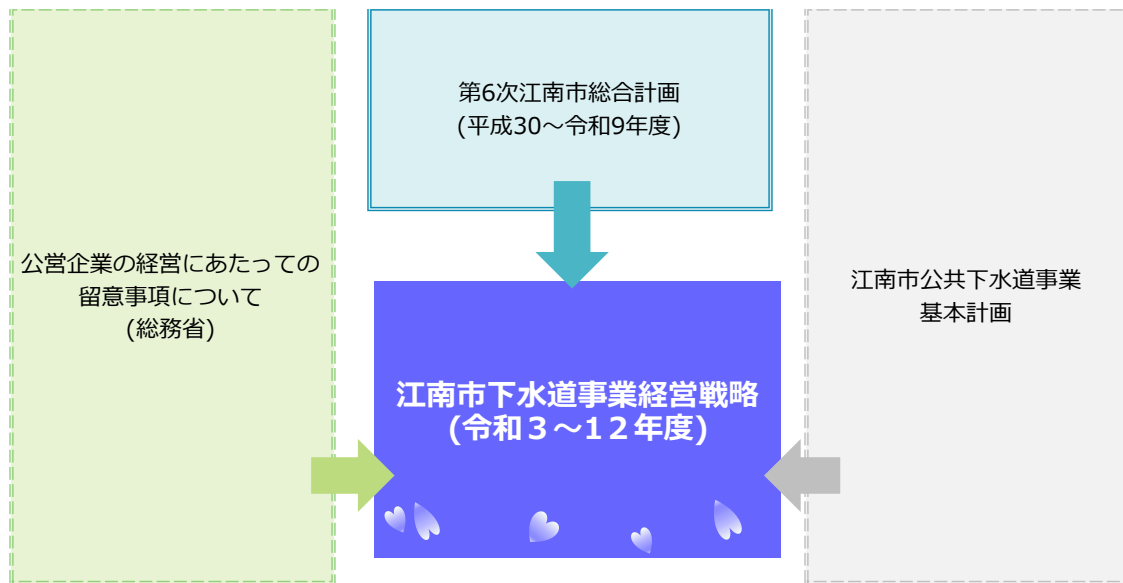 第6次江南市総合計画
(平成30～令和9年度)
公営企業の経営にあたっての
留意事項について
(総務省)
江南市下水道事業経営戦略
(令和３～1２年度)
江南市公共下水道事業
基本計画